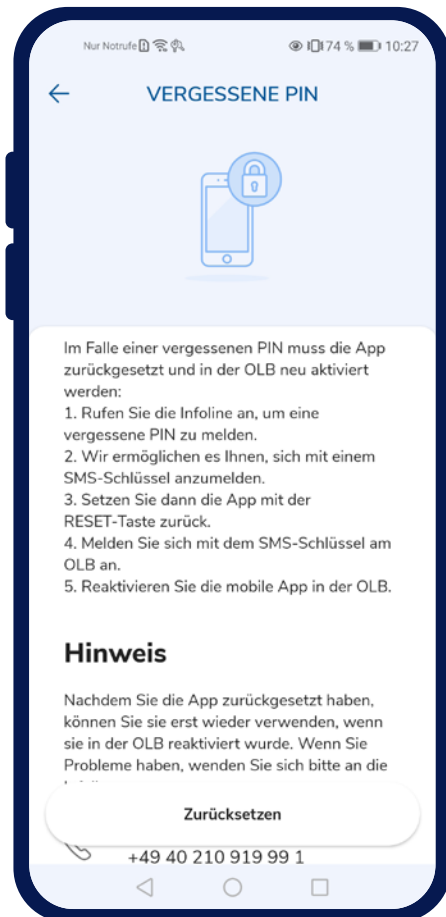 Nur Notrufe
74 % 10:27
VERGESSENE PIN
Im Falle einer vergessenen PIN muss die App
zurückgesetzt und in der OLB neu aktiviert
werden:
1. Rufen Sie die Infoline an, um eine
vergessene PIN zu melden.
2. Wir ermöglichen es Ihnen, sich mit einem
SMS-Schlüssel anzumelden.
3. Setzen Sie dann die App mit der
RESET-Taste zurück.
4. Melden Sie sich mit dem SMS-Schlüssel am
OLB an.
5. Reaktivieren Sie die mobile App in der OLB.
Hinweis
Nachdem Sie die App zurückgesetzt haben,
können Sie sie erst wieder verwenden, wenn
sie in der OLB reaktiviert wurde. Wenn Sie
Probleme haben, wenden Sie sich bitte an die
Zurücksetzen
+49 40 210 919 99 1